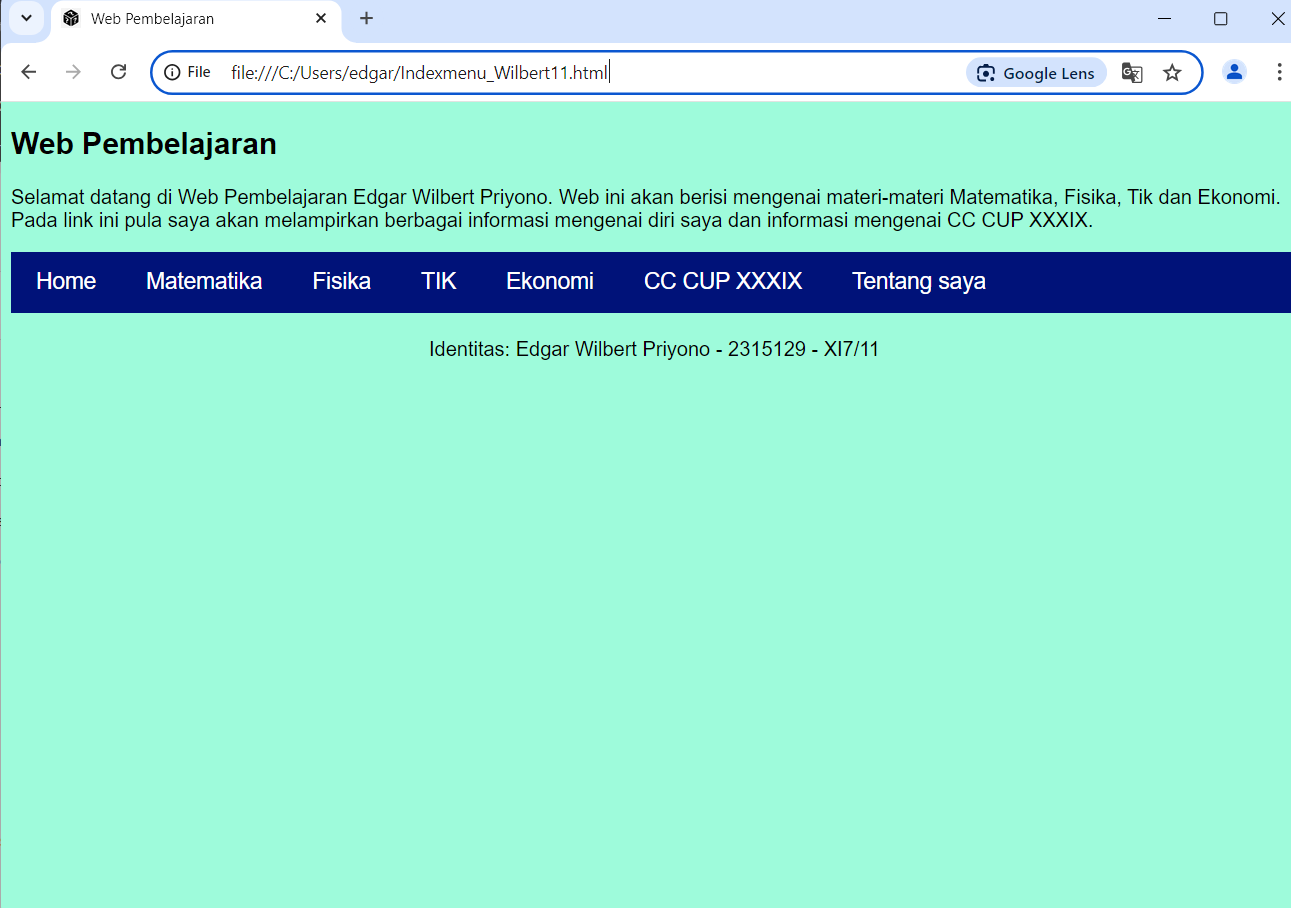 Web Pembelajaran
File file:///C:/Users/edgar/Indexmenu_Wilbert11.html Google Lens
Web Pembelajaran
Selamat datang di Web Pembelajaran Edgar Wilbert Priyono. Web ini akan berisi mengenai materi-materi Matematika, Fisika, Tik dan Ekonomi.
Pada link ini pula saya akan melampirkan berbagai informasi mengenai diri saya dan informasi mengenai CC CUP XXXIX.
Home Matematika Fisika TIK Ekonomi CC CUP XXXIX Tentang saya
Identitas: Edgar Wilbert Priyono - 2315129 - XI7/11